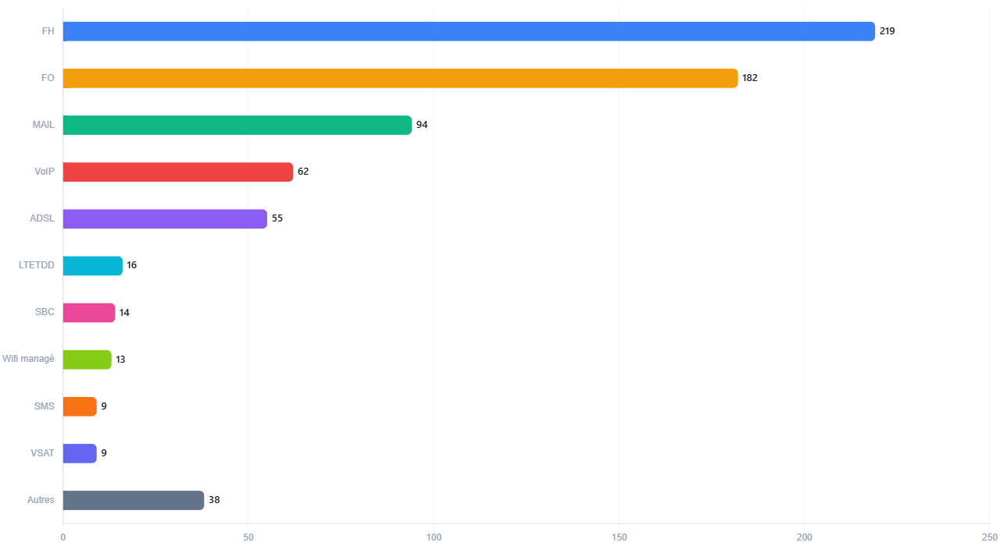 FH 219
FO 182
MAIL 94
VoIP 62
ADSL 55
LTETDD 16
SBC 14
Wifi managé 13
SMS 9
VSAT 9
Autres 38
0 50 100 150 200 250